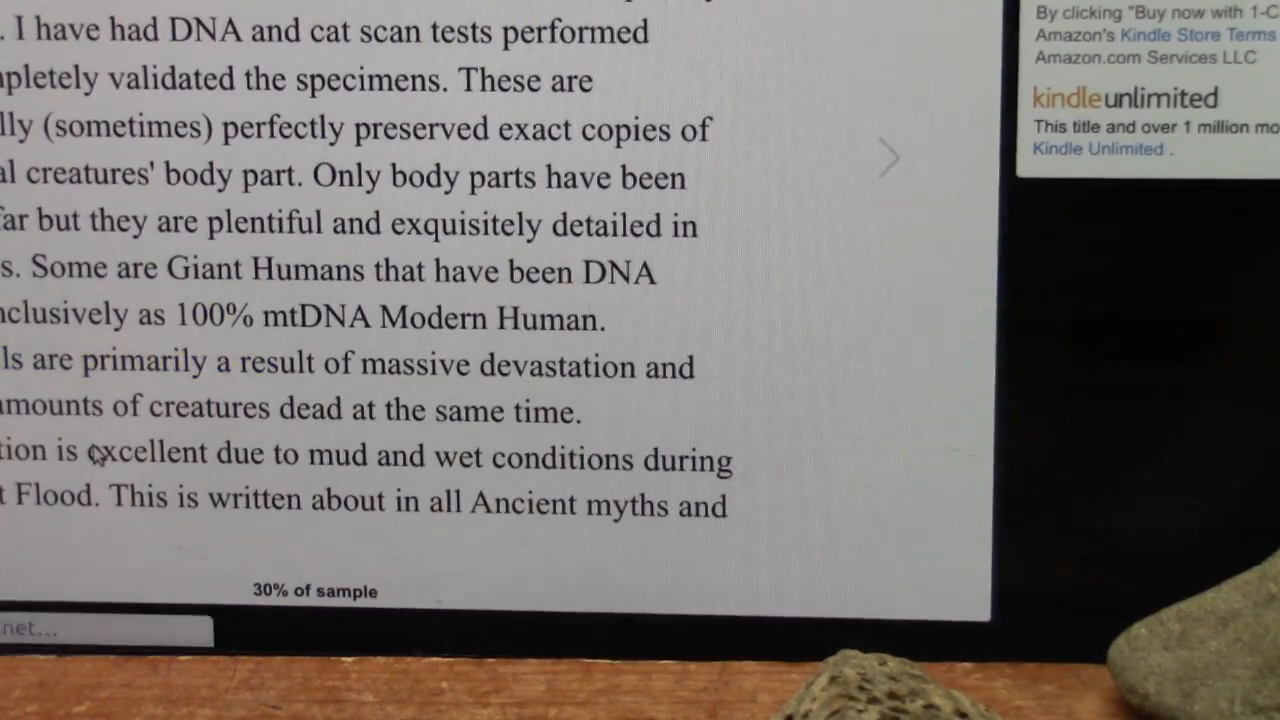 . I have had DNA and cat scan tests performed
pletely validated the specimens. These are
lly (sometimes) perfectly preserved exact copies of
al creatures' body part. Only body parts have been
far but they are plentiful and exquisitely detailed in
s. Some are Giant Humans that have been DNA
nclusively as 100% mtDNA Modern Human.
ls are primarily a result of massive devastation and
amounts of creatures dead at the same time.
tion is excellent due to mud and wet conditions during
t Flood. This is written about in all Ancient myths and
30% of sample
net...
By clicking "Buy now with 1-C
Amazon's Kindle Store Terms
Amazon.com Services LLC
kindleunlimited
This title and over 1 million mo
Kindle Unlimited .